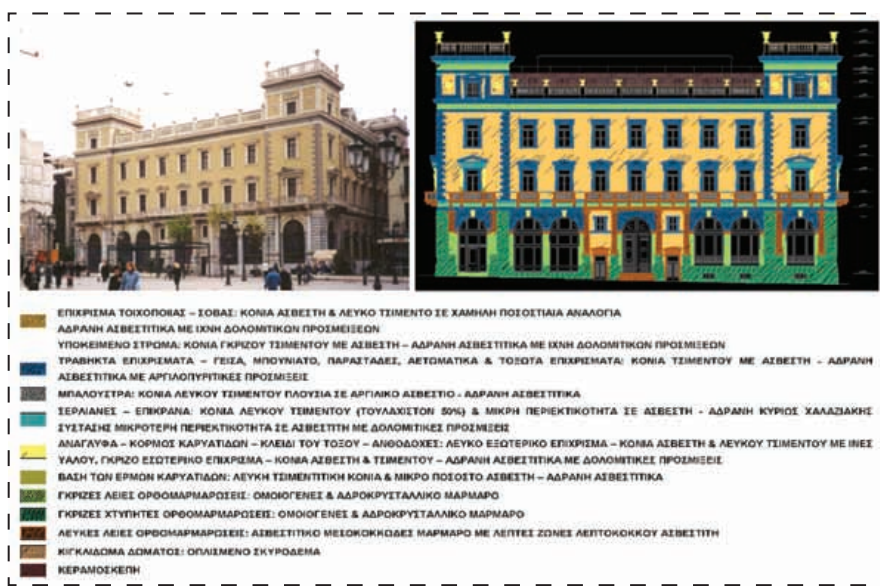 ΕΠΙΧΡΙΣΜΑ ΤΟΙΧΟΠΟΙΙΑΣ – ΣΟΒΑΣ: ΚΟΝΙΑ ΑΣΒΕΣΤΗ & ΛΕΥΚΟ ΤΣΙΜΕΝΤΟ ΣΕ ΧΑΜΗΛΗ ΠΟΣΟΣΤΙΑΙΑ ΑΝΑΛΟΓΙΑ
ΑΔΡΑΝΗ ΑΣΒΕΣΤΙΤΙΚΑ ΜΕ ΙΧΝΗ ΔΟΛΟΜΙΤΙΚΩΝ ΠΡΟΣΜΕΙΞΕΩΝ
ΥΠΟΚΕΙΜΕΝΟ ΣΤΡΩΜΑ: ΚΟΝΙΑ ΓΚΡΙΖΟΥ ΤΣΙΜΕΝΤΟΥ ΜΕ ΑΣΒΕΣΤΗ – ΑΔΡΑΝΗ ΑΣΒΕΣΤΙΤΙΚΑ ΜΕ ΙΧΝΗ ΔΟΛΟΜΙΤΙΚΩΝ ΠΡΟΣΜΕΙΞΕΩΝ
ΤΡΑΒΗΚΤΑ ΕΠΙΧΡΙΣΜΑΤΑ – ΓΕΙΣΑ, ΜΠΟΥΝΙΑΤΟ, ΠΑΡΑΣΤΑΔΕΣ, ΑΕΤΩΜΑΤΙΚΑ & ΤΟΞΩΤΑ ΕΠΙΧΡΙΣΜΑΤΑ: ΚΟΝΙΑ ΤΣΙΜΕΝΤΟΥ ΜΕ ΑΣΒΕΣΤΗ - ΑΔΡΑΝΗ
ΑΣΒΕΣΤΙΤΙΚΑ ΜΕ ΑΡΓΙΛΟΠΥΡΙΤΙΚΕΣ ΠΡΟΣΜΙΞΕΙΣ
ΜΠΑΛΟΥΣΤΡΑ: ΚΟΝΙΑ ΛΕΥΚΟΥ ΤΣΙΜΕΝΤΟΥ ΠΛΟΥΣΙΑ ΣΕ ΑΡΓΙΛΙΚΟ ΑΣΒΕΣΤΙΟ - ΑΔΡΑΝΗ ΑΣΒΕΣΤΙΤΙΚΑ
ΣΕΡΛΙΑΝΕΣ – ΕΠΙΚΡΑΝΑ: ΚΟΝΙΑ ΛΕΥΚΟΥ ΤΣΙΜΕΝΤΟΥ (ΤΟΥΛΑΧΙΣΤΟΝ 50%) & ΜΙΚΡΗ ΠΕΡΙΕΚΤΙΚΟΤΗΤΑ ΣΕ ΑΣΒΕΣΤΗ - ΑΔΡΑΝΗ ΚΥΡΙΩΣ ΧΑΛΑΖΙΑΚΗΣ
ΣΥΣΤΑΣΗΣ ΜΙΚΡΟΤΕΡΗ ΠΕΡΙΕΚΤΙΚΟΤΗΤΑ ΣΕ ΑΣΒΕΣΤΙΤΗ ΜΕ ΔΟΛΟΜΙΤΙΚΕΣ ΠΡΟΣΜΙΞΕΙΣ
ΑΝΑΓΛΥΦΑ – ΚΟΡΜΟΣ ΚΑΡΥΑΤΙΔΩΝ – ΚΛΕΙΔΙ ΤΟΥ ΤΟΞΟΥ – ΑΝΘΟΔΟΧΕΣ: ΛΕΥΚΟ ΕΞΩΤΕΡΙΚΟ ΕΠΙΧΡΙΣΜΑ – ΚΟΝΙΑ ΑΣΒΕΣΤΗ & ΛΕΥΚΟΥ ΤΣΙΜΕΝΤΟΥ ΜΕ ΙΝΕΣ
ΥΑΛΟΥ, ΓΚΡΙΖΟ ΕΣΩΤΕΡΙΚΟ ΕΠΙΧΡΙΣΜΑ – ΚΟΝΙΑ ΑΣΒΕΣΤΗ & ΤΣΙΜΕΝΤΟΥ – ΑΔΡΑΝΗ ΑΣΒΕΣΤΙΤΙΚΑ ΜΕ ΔΟΛΟΜΙΤΙΚΕΣ ΠΡΟΣΜΙΞΕΙΣ
ΒΑΣΗ ΤΩΝ ΕΡΜΩΝ ΚΑΡΥΑΤΙΔΩΝ: ΛΕΥΚΗ ΤΣΙΜΕΝΤΙΤΙΚΗ ΚΟΝΙΑ & ΜΙΚΡΟ ΠΟΣΟΣΤΟ ΑΣΒΕΣΤΗ – ΑΔΡΑΝΗ ΑΣΒΕΣΤΙΤΙΚΑ
ΓΚΡΙΖΕΣ ΛΕΙΕΣ ΟΡΘΟΜΑΡΜΑΡΩΣΕΙΣ: ΟΜΟΙΟΓΕΝΕΣ & ΑΔΡΟΚΡΥΣΤΑΛΛΙΚΟ ΜΑΡΜΑΡΟ
ΓΚΡΙΖΕΣ ΧΤΥΠΗΤΕΣ ΟΡΘΟΜΑΡΜΑΡΩΣΕΙΣ: ΟΜΟΙΟΓΕΝΕΣ & ΑΔΡΟΚΡΥΣΤΑΛΛΙΚΟ ΜΑΡΜΑΡΟ
ΛΕΥΚΕΣ ΛΕΙΕΣ ΟΡΘΟΜΑΡΜΑΡΩΣΕΙΣ: ΑΣΒΕΣΤΙΤΙΚΟ ΜΕΣΟΚΟΚΚΩΔΕΣ ΜΑΡΜΑΡΟ ΜΕ ΛΕΠΤΕΣ ΖΩΝΕΣ ΛΕΠΤΟΚΟΚΚΟΥ ΑΣΒΕΣΤΙΤΗ
ΚΙΓΚΛΙΔΩΜΑ ΔΩΜΑΤΟΣ: ΟΠΛΙΣΜΕΝΟ ΣΚΥΡΟΔΕΜΑ
ΚΕΡΑΜΟΣΚΕΠΗ